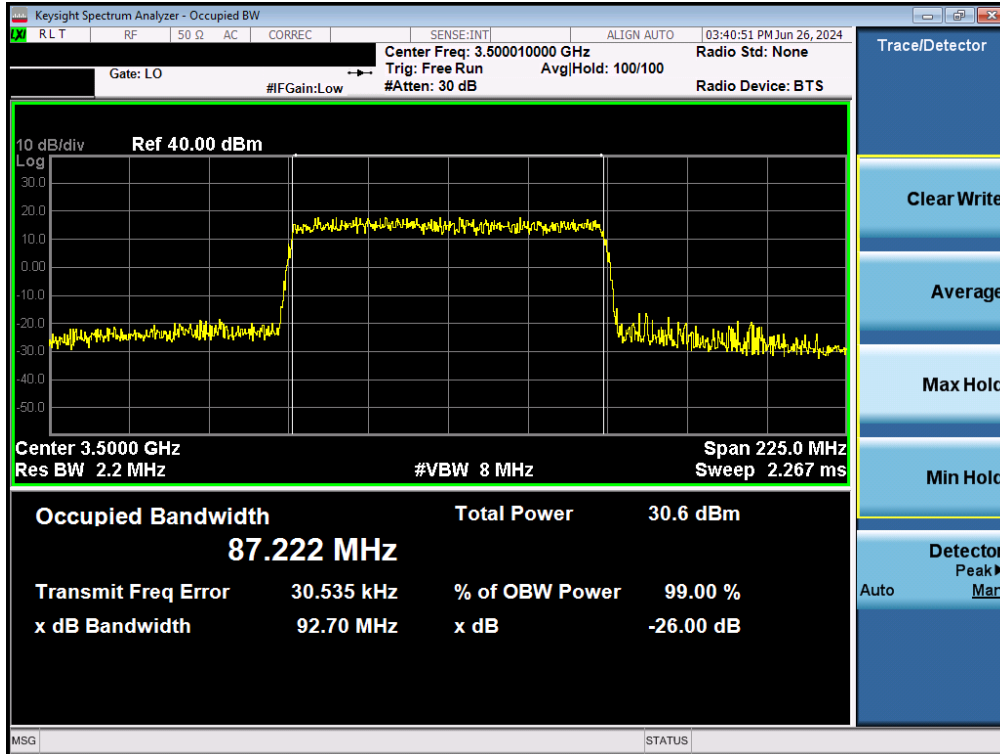 Keysight Spectrum Analyzer - Occupied BW
LXI RLT RF 50 Ω AC CORREC SENSE:INT ALIGN AUTO 03:40:51 PM Jun 26, 2024
Center Freq: 3.500010000 GHz Radio Std: None
Gate: LO Trig: Free Run Avg|Hold: 100/100
#IFGain:Low #Atten: 30 dB Radio Device: BTS
10 dB/div Ref 40.00 dBm
Log
30.0
20.0
10.0
0.00
-10.0
-20.0
-30.0
-40.0
-50.0
Center 3.5000 GHz Span 225.0 MHz
Res BW 2.2 MHz #VBW 8 MHz Sweep 2.267 ms
Occupied Bandwidth Total Power 30.6 dBm
87.222 MHz
Transmit Freq Error 30.535 kHz % of OBW Power 99.00 %
x dB Bandwidth 92.70 MHz x dB -26.00 dB
MSG STATUS
Trace/Detector
Clear Write
Average
Max Hold
Min Hold
Detector
Peak
Auto Man